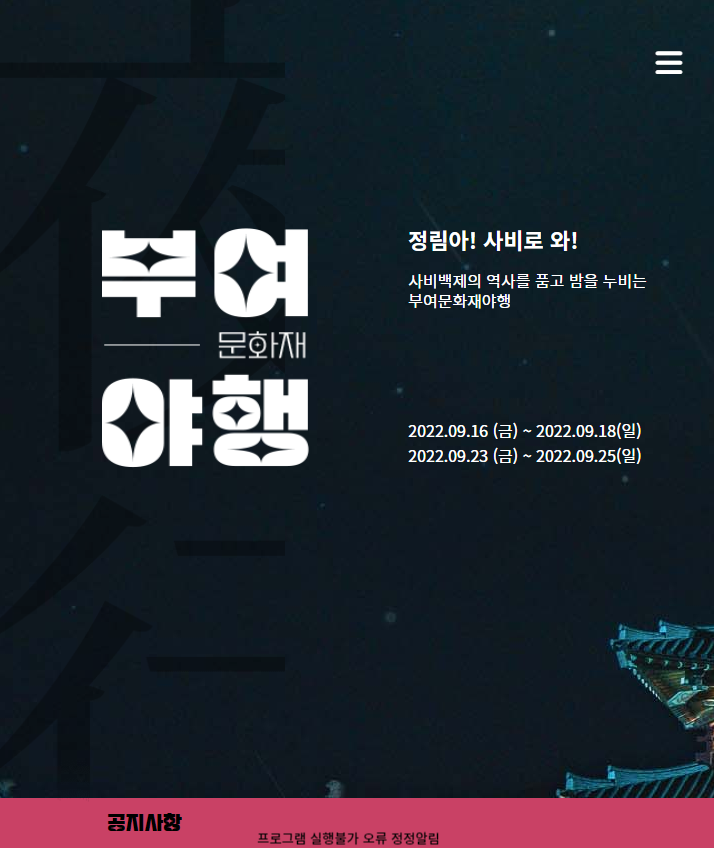 부여
문화재
야행
정림아! 사비로 와!
사비백제의 역사를 품고 밤을 누비는
부여문화재야행
2022.09.16 (금) ~ 2022.09.18(일)
2022.09.23 (금) ~ 2022.09.25(일)
夜
行
공지사항
프로그램 실행불가 오류 정정알림